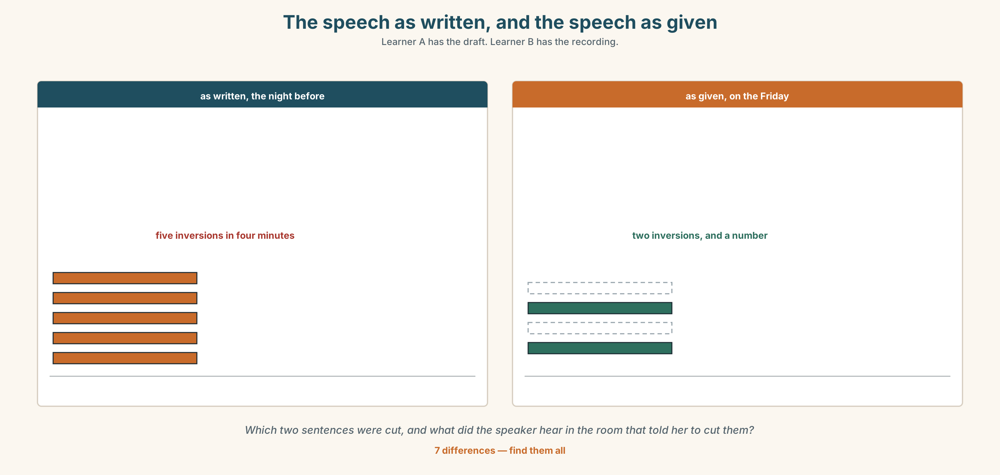 The speech as written, and the speech as given
Learner A has the draft. Learner B has the recording.
as written, the night before
five inversions in four minutes
as given, on the Friday
two inversions, and a number
Which two sentences were cut, and what did the speaker hear in the room that told her to cut them?
7 differences — find them all